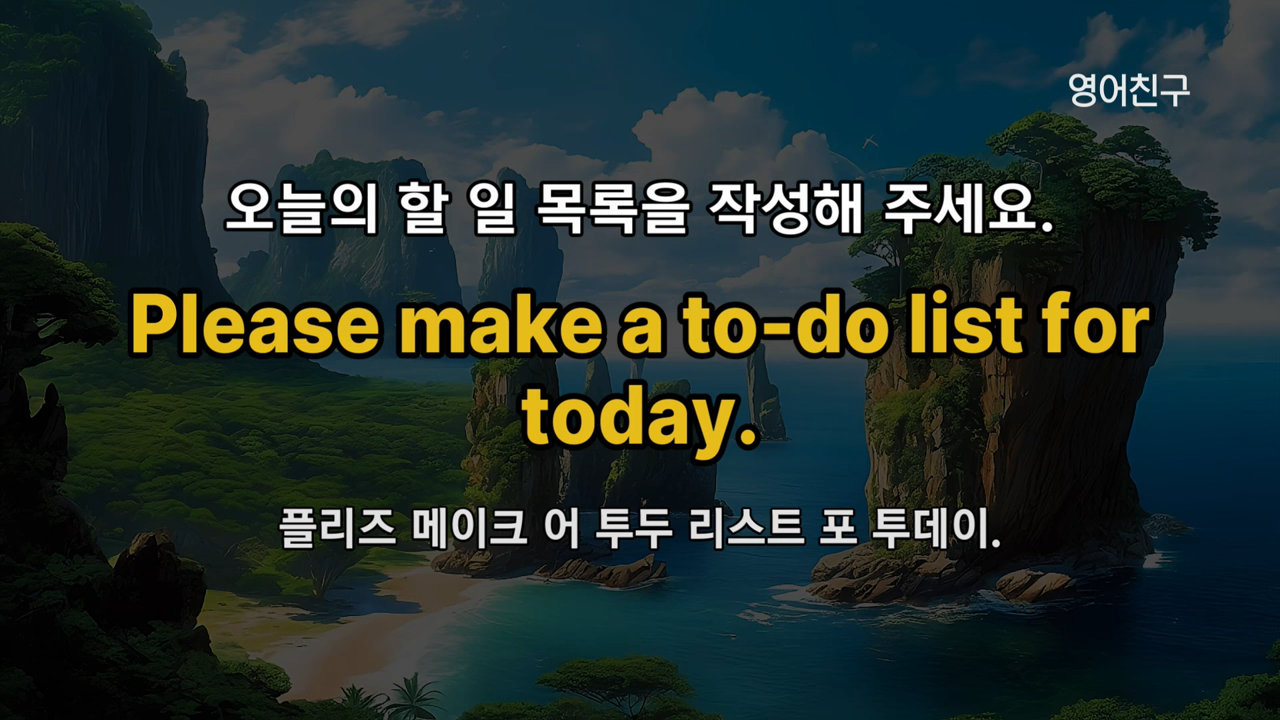 영어친구
오늘의 할 일 목록을 작성해 주세요.
Please make a to-do list for
today.
플리즈 메이크 어 투두 리스트 포 투데이.